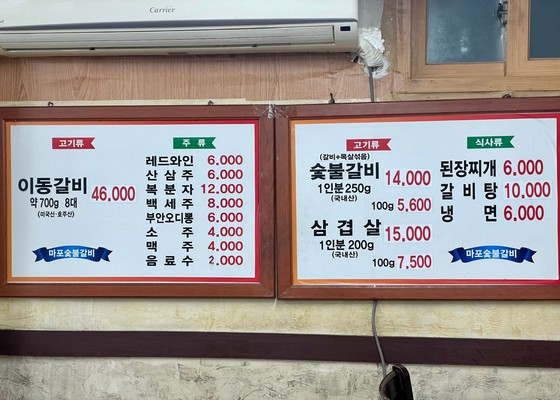 Carrier
고기류
주 류
이동갈비 46.000
약 700g 8대
(미국산·호주산)
마포숯불갈비
레드와인 6.000
산삼주 6.000
복분자 12.000
백세주 8.000
부안오디뽕 6.000
소주 4.000
맥주 4.000
음료수 2.000
고기류
(갈비+목살섞음)
숯불갈비 14.000
1인분 250g
(국내산)
100g 5.600
삼겹살 15.000
1인분 200g
(국내산)
100g 7.500
식사류
된장찌개 6.000
갈비탕 10.000
냉면 6.000
마포숯불갈비